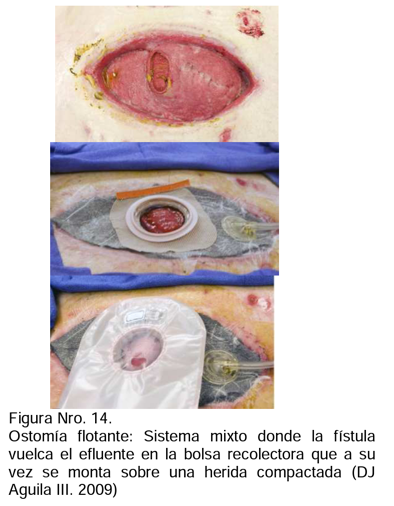 Figura Nro. 14.
Ostomía flotante: Sistema mixto donde la fístula
vuelca el efluente en la bolsa recolectora que a su
vez se monta sobre una herida compactada (DJ
Aguila III. 2009)